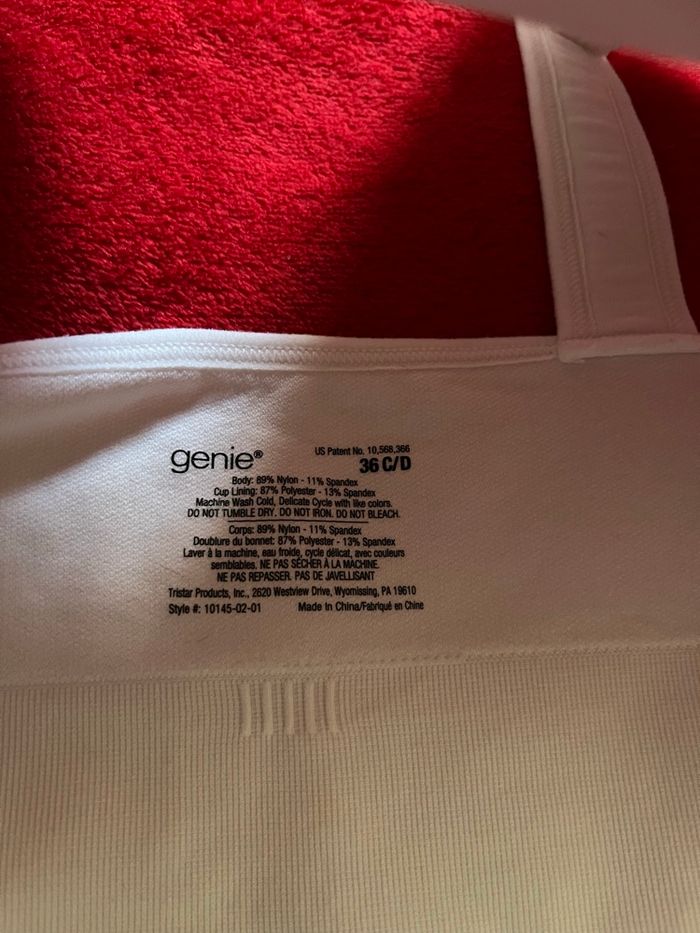 genie®
US Patent No. 10,568,366
36 C/D
Body: 89% Nylon - 11% Spandex
Cup Lining: 87% Polyester - 13% Spandex
Machine Wash Cold, Delicate Cycle with like colors.
DO NOT TUMBLE DRY. DO NOT IRON. DO NOT BLEACH.
Corps: 89% Nylon - 11% Spandex
Doublure du bonnet: 87% Polyester - 13% Spandex
Laver à la machine, eau froide, cycle délicat, avec couleurs
semblables. NE PAS SÉCHER À LA MACHINE.
NE PAS REPASSER. PAS DE JAVELLISANT
Tristar Products, Inc., 2620 Westview Drive, Wyomissing, PA 19610
Style #: 10145-02-01 Made in China/Fabriqué en Chine